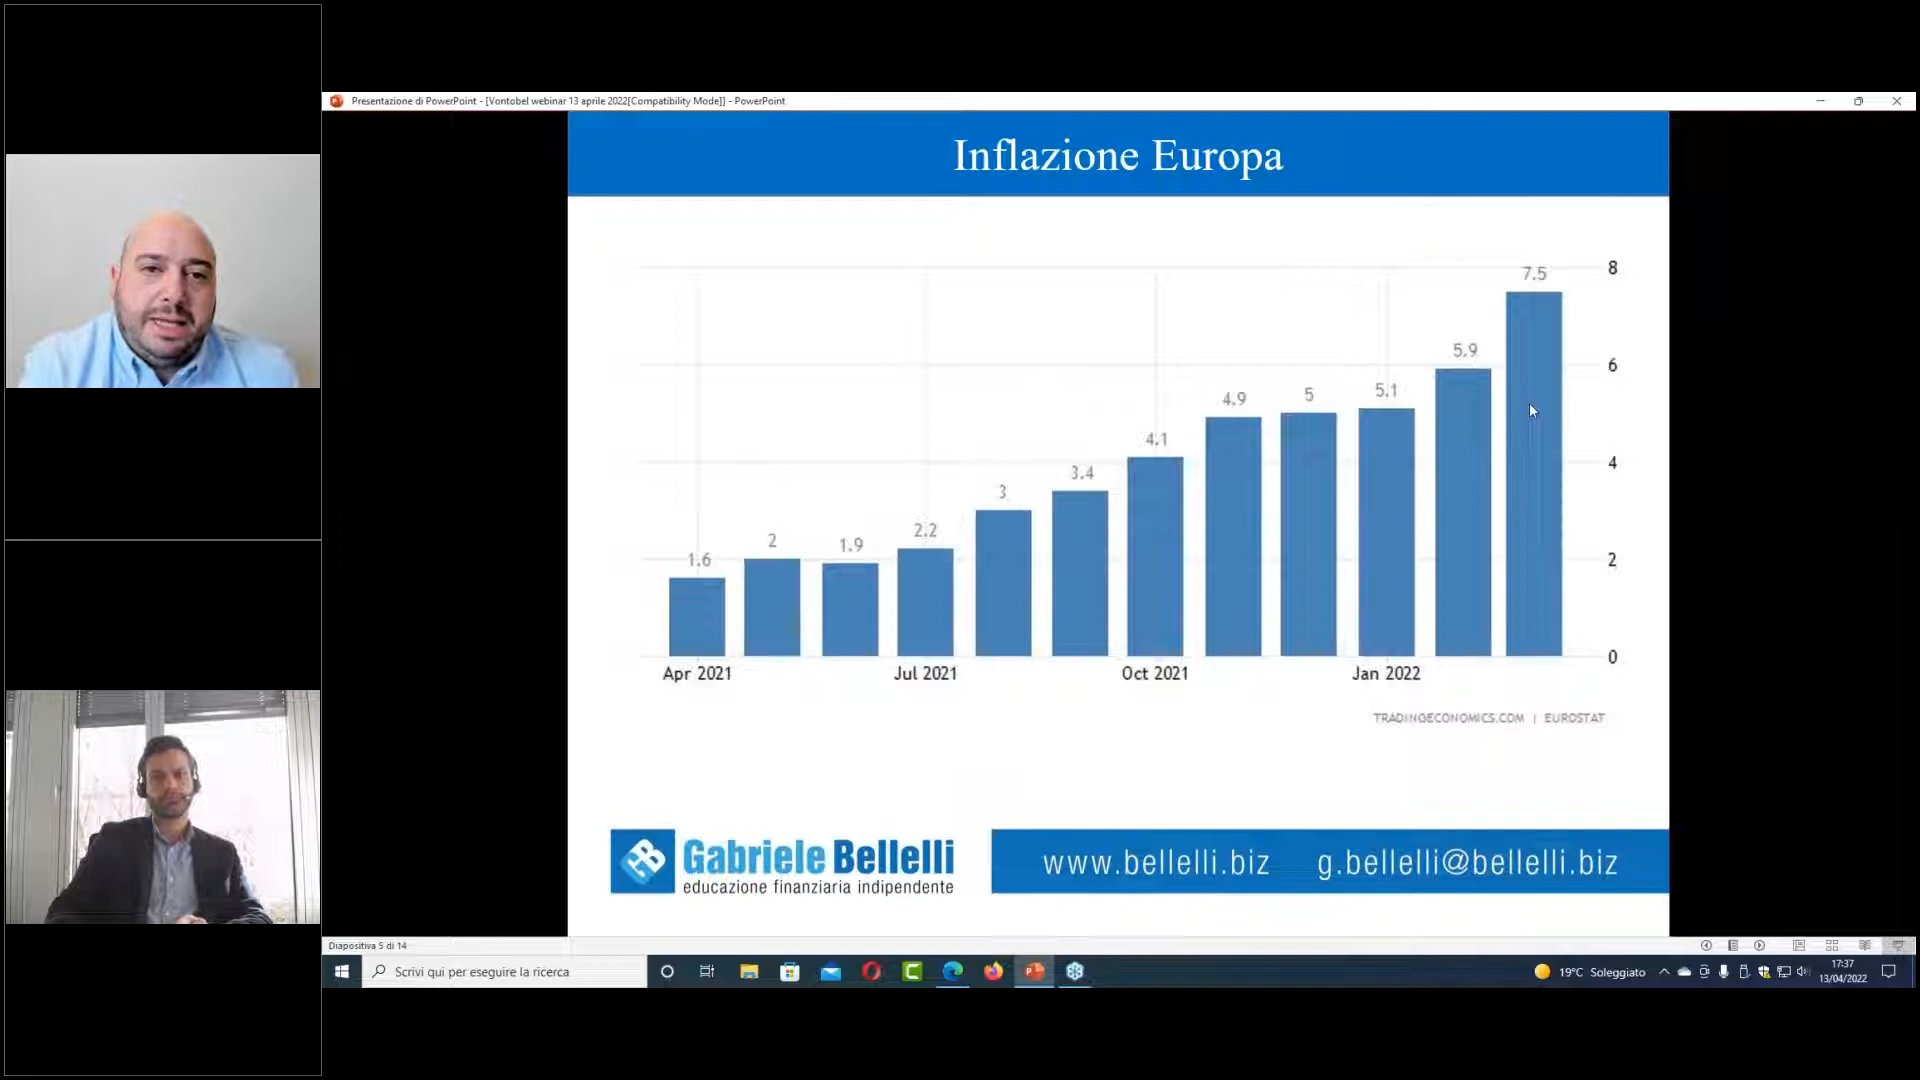 Presentazione di PowerPoint - [Vontobel webinar 13 aprile 2022[Compatibility Mode]] - PowerPoint
Inflazione Europa
8
7.5
6
5.9
5.1
5
4.9
4.1
4
3.4
3
2.2
2
1.9
2
1.6
0
Apr 2021 Jul 2021 Oct 2021 Jan 2022
TRADINGECONOMICS.COM | EUROSTAT
Gabriele Bellelli
educazione finanziaria indipendente
www.bellelli.biz g.bellelli@bellelli.biz
Diapositiva 5 di 14
Scrivi qui per eseguire la ricerca
19°C Soleggiato
17:37
13/04/2022